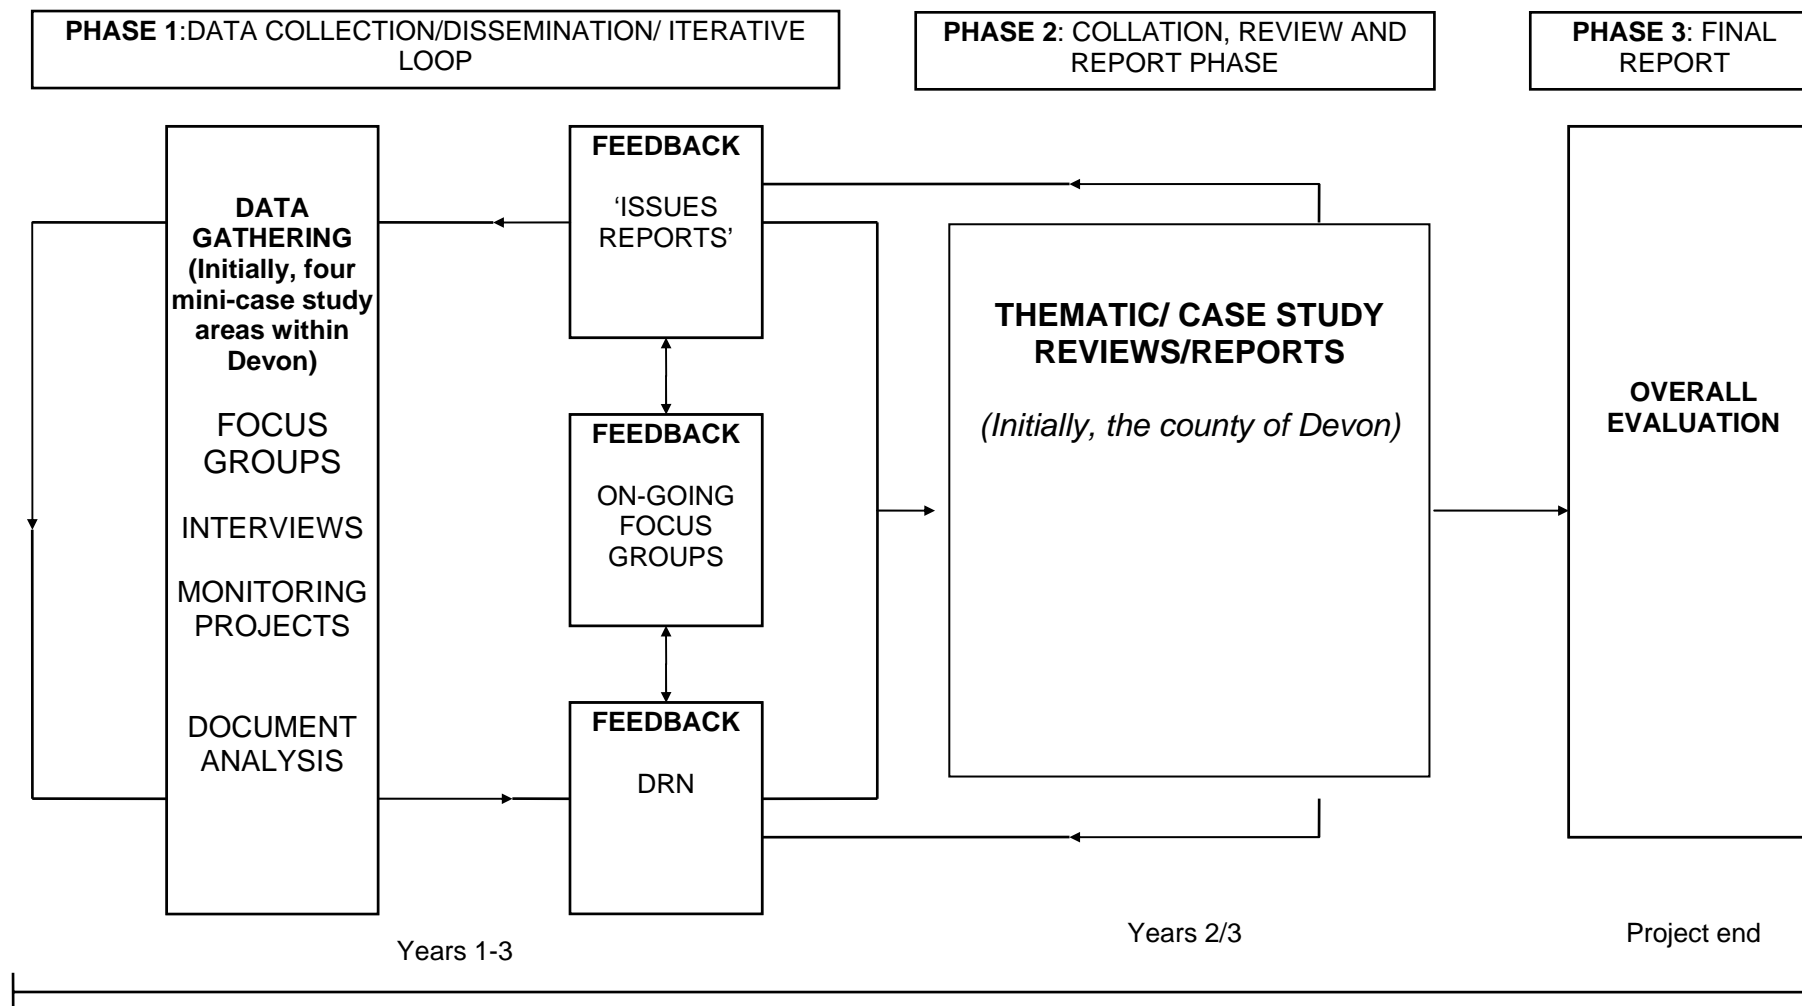 PHASE 1:DATA COLLECTION/DISSEMINATION/ ITERATIVE
LOOP
PHASE 2: COLLATION, REVIEW AND
REPORT PHASE
PHASE 3: FINAL
REPORT
DATA
GATHERING
(Initially, four
mini-case study
areas within
Devon)
FOCUS
GROUPS
INTERVIEWS
MONITORING
PROJECTS
DOCUMENT
ANALYSIS
FEEDBACK
‘ISSUES
REPORTS’
FEEDBACK
ON-GOING
FOCUS
GROUPS
FEEDBACK
DRN
THEMATIC/ CASE STUDY
REVIEWS/REPORTS
(Initially, the county of Devon)
OVERALL
EVALUATION
Years 1-3
Years 2/3
Project end